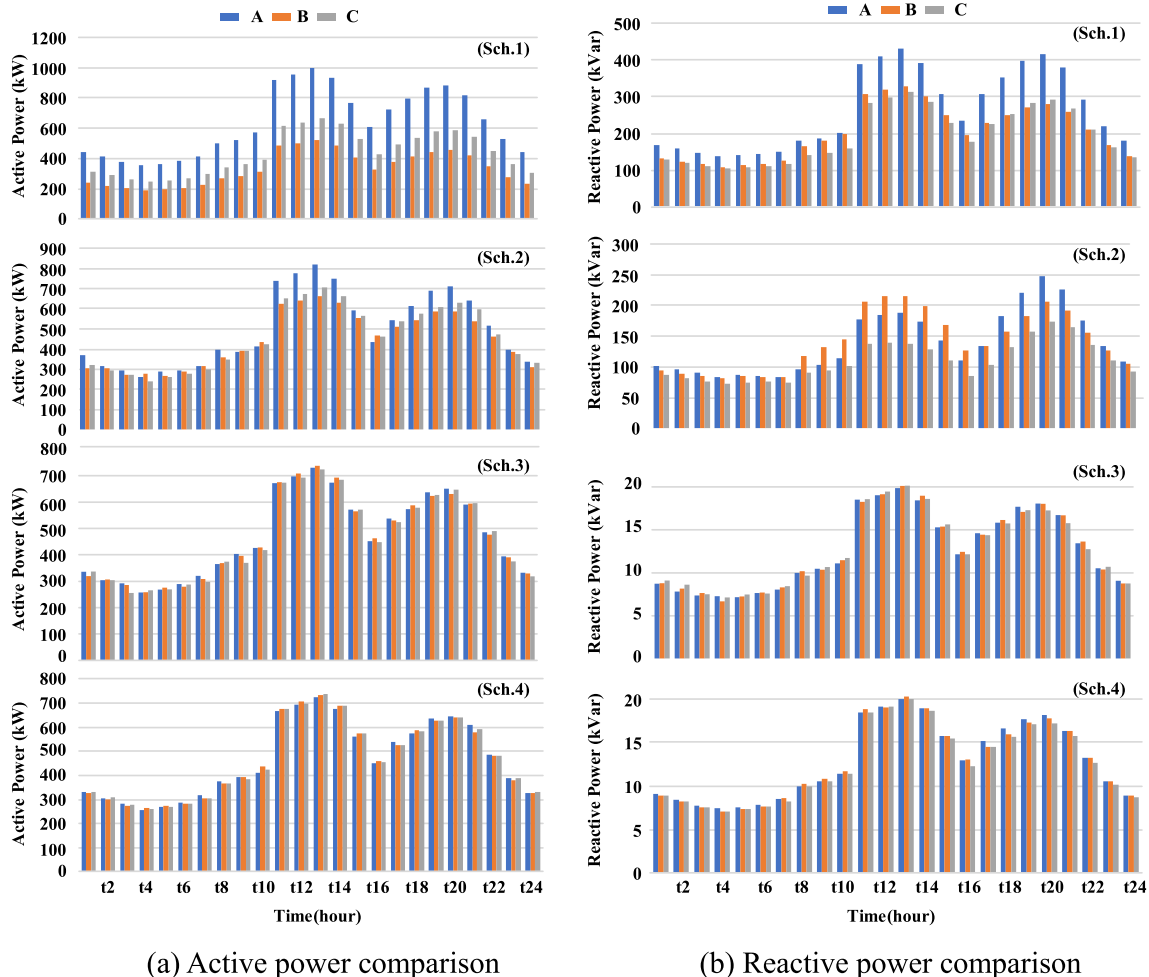 A B C
(Sch.1)
Active Power (kW)
1200
1000
800
600
400
200
0
(Sch.2)
Active Power (kW)
900
800
700
600
500
400
300
200
100
0
(Sch.3)
Active Power (kW)
800
700
600
500
400
300
200
100
0
(Sch.4)
Active Power (kW)
800
700
600
500
400
300
200
100
0
t2 t4 t6 t8 t10 t12 t14 t16 t18 t20 t22 t24
Time(hour)
(a) Active power comparison
A B C
(Sch.1)
Reactive Power (kVar)
500
400
300
200
100
0
(Sch.2)
Reactive Power (kVar)
300
250
200
150
100
50
0
(Sch.3)
Reactive Power (kVar)
20
15
10
5
0
(Sch.4)
Reactive Power (kVar)
20
15
10
5
0
t2 t4 t6 t8 t10 t12 t14 t16 t18 t20 t22 t24
Time(hour)
(b) Reactive power comparison